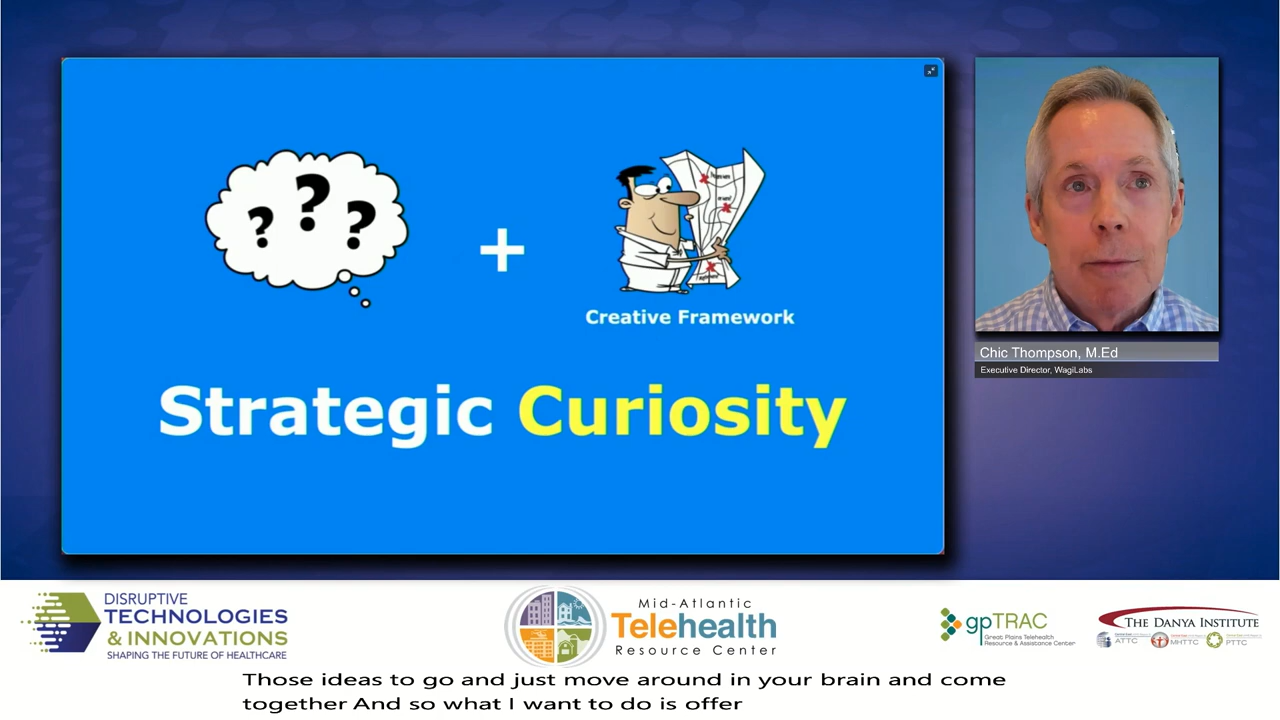 ? ? ?
+
Creative Framework
Strategic Curiosity
Chic Thompson, M.Ed
Executive Director, WagiLabs
DISRUPTIVE
TECHNOLOGIES
& INNOVATIONS
SHAPING THE FUTURE OF HEALTHCARE
Mid-Atlantic
Telehealth
Resource Center
gpTRAC
Great Plains Telehealth
Resource & Assistance Center
THE DANYA INSTITUTE
ATTC
MHTTC
PTTC
Those ideas to go and just move around in your brain and come
together And so what I want to do is offer